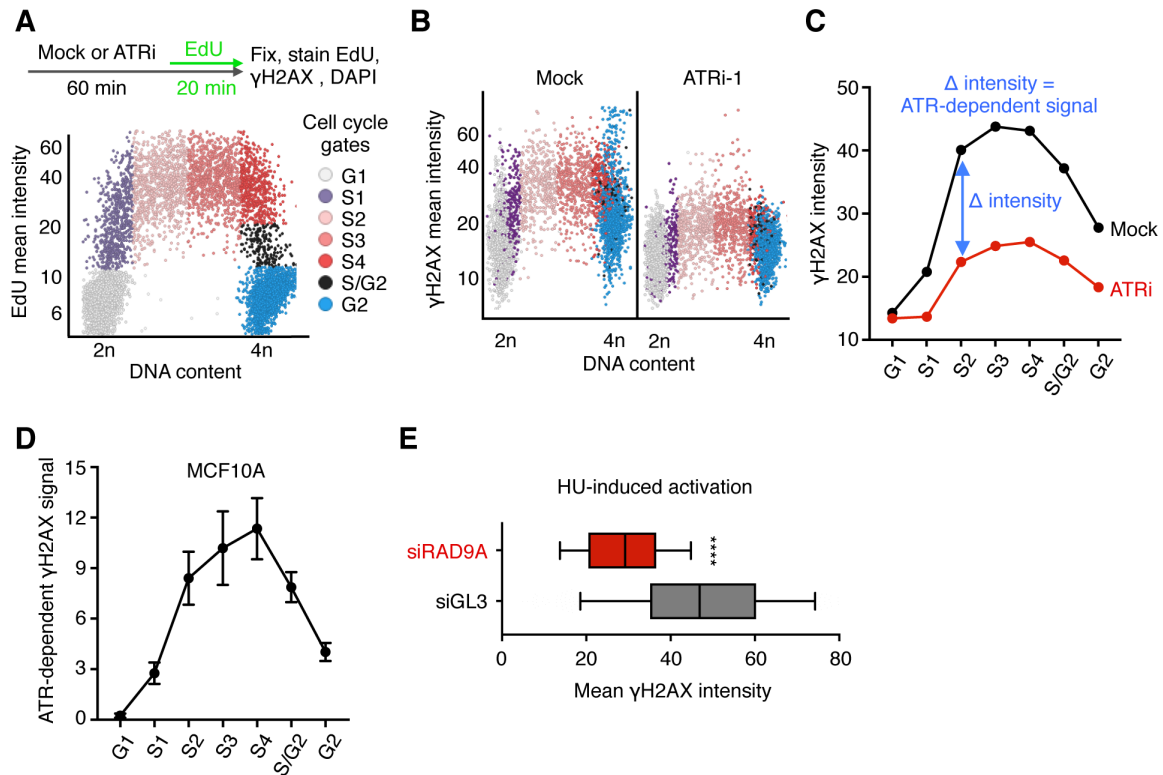 A
Mock or ATRi
EdU
Fix, stain EdU,
γH2AX , DAPI
60 min
20 min
EdU mean intensity
60
40
20
10
6
2n
4n
DNA content
Cell cycle
gates
G1
S1
S2
S3
S4
S/G2
G2
B
Mock
ATRi-1
γH2AX mean intensity
60
40
20
10
2n
4n
2n
4n
DNA content
C
Δ intensity =
ATR-dependent signal
γH2AX intensity
50
40
30
20
10
Δ intensity
Mock
ATRi
G1
S1
S2
S3
S4
S/G2
G2
D
MCF10A
ATR-dependent γH2AX signal
15
12
9
6
3
0
G1
S1
S2
S3
S4
S/G2
G2
E
HU-induced activation
siRAD9A
****
siGL3
0
20
40
60
80
Mean γH2AX intensity